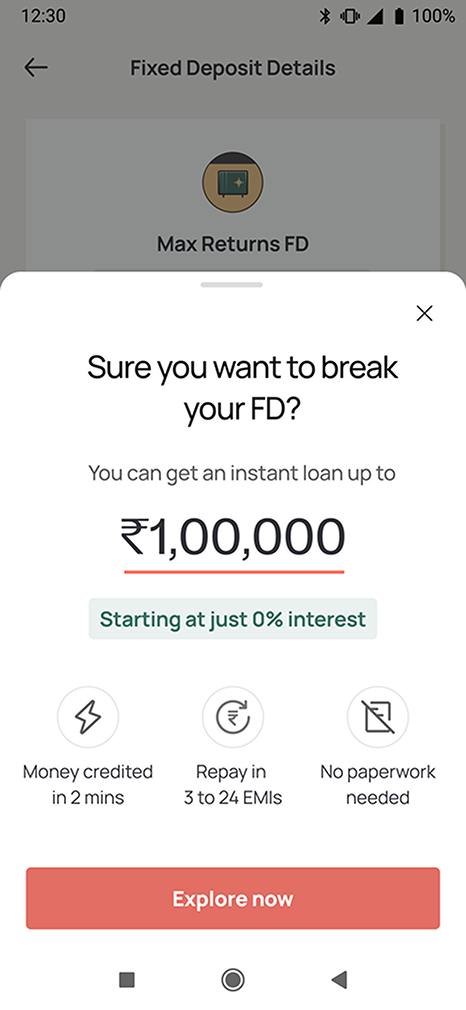 12:30
100%
Fixed Deposit Details
Max Returns FD
Sure you want to break
your FD?
You can get an instant loan up to
₹1,00,000
Starting at just 0% interest
Money credited
in 2 mins
Repay in
3 to 24 EMIs
No paperwork
needed
Explore now